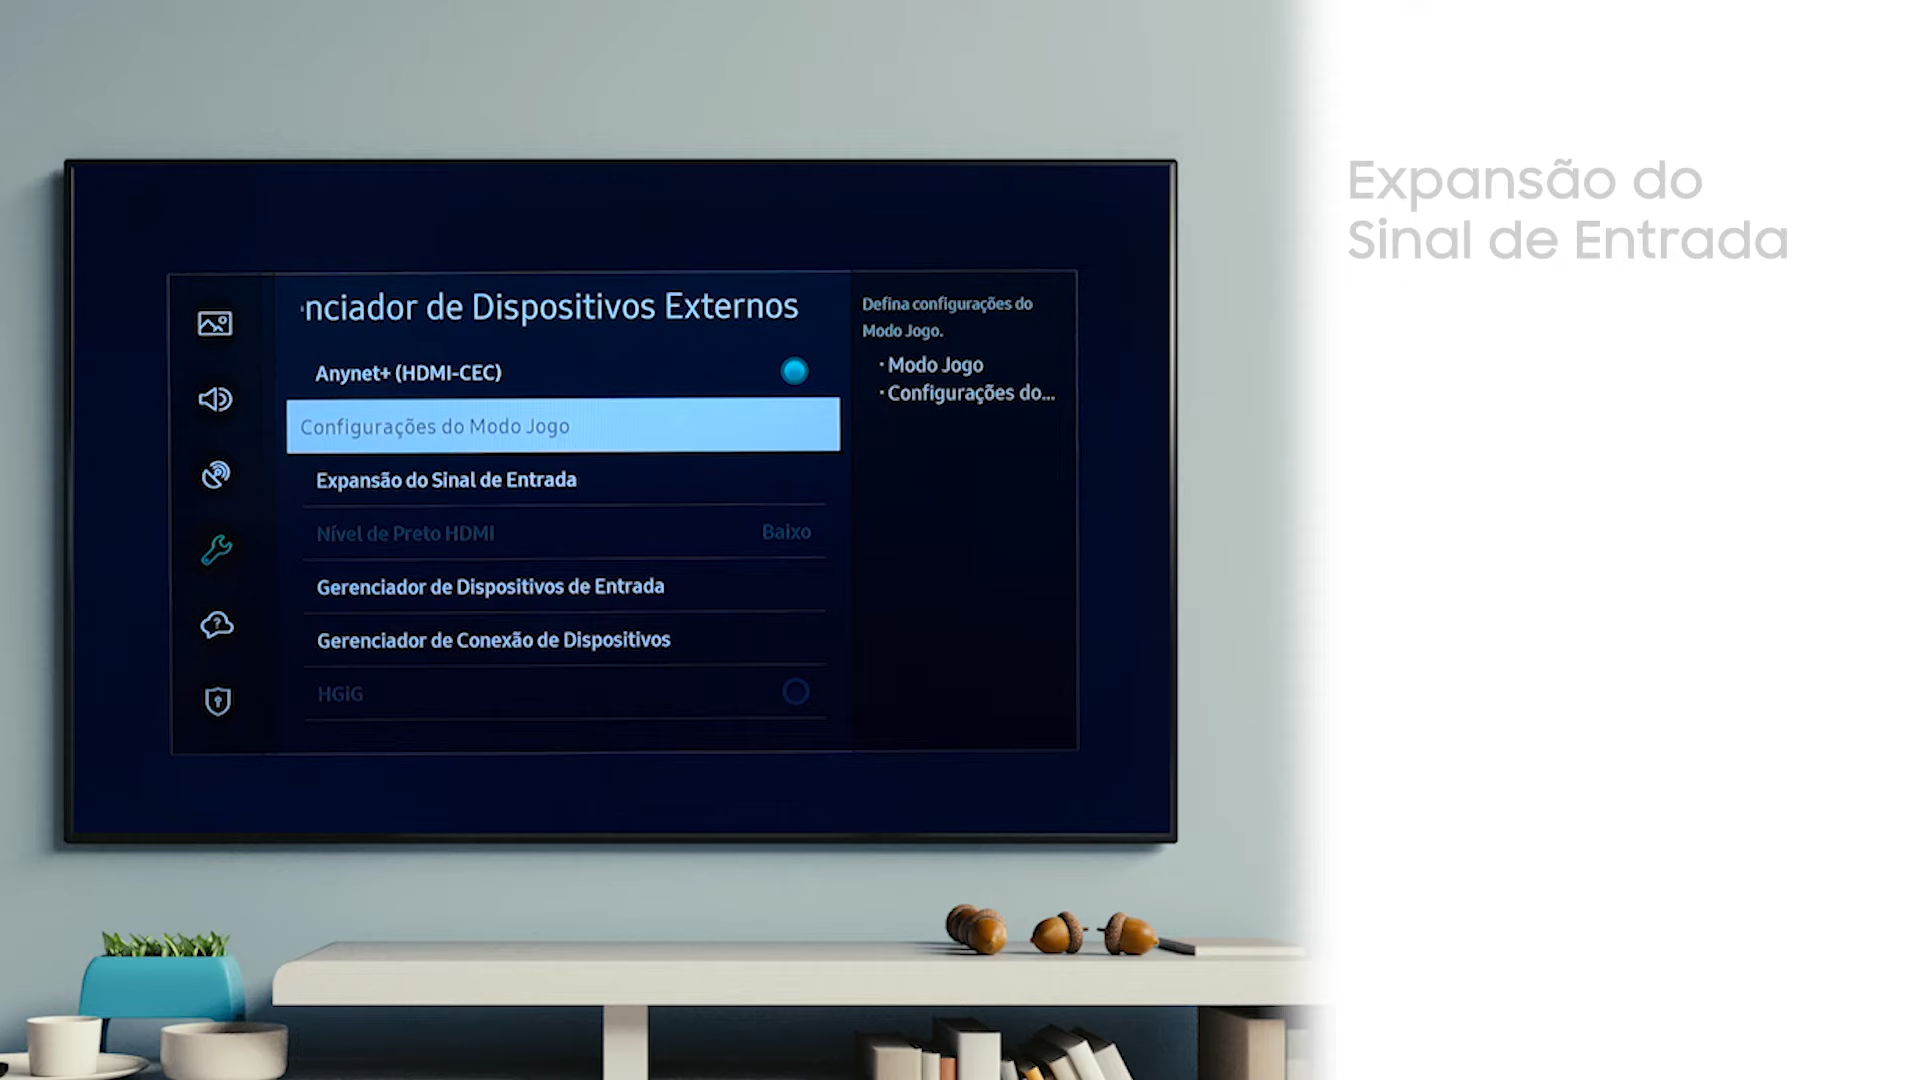 Expansão do
Sinal de Entrada
nciador de Dispositivos Externos
Anynet+ (HDMI-CEC)
Configurações do Modo Jogo
Expansão do Sinal de Entrada
Nível de Preto HDMI Baixo
Gerenciador de Dispositivos de Entrada
Gerenciador de Conexão de Dispositivos
HGiG
Defina configurações do
Modo Jogo.
· Modo Jogo
· Configurações do...